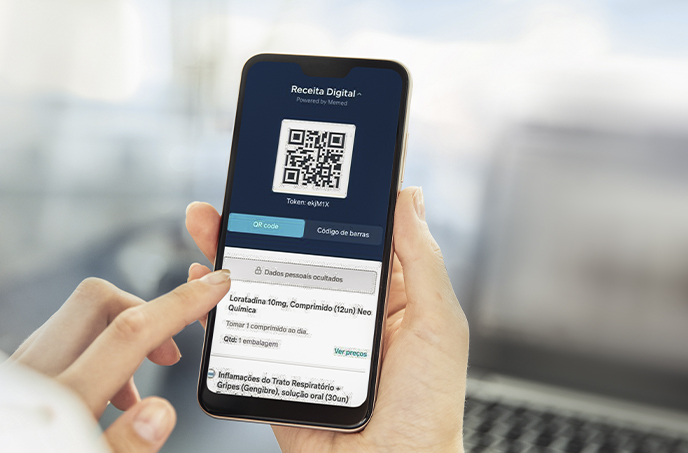 Receita Digital
Powered by Memed
Token: ekjM1X
QR code
Código de barras
Dados pessoais ocultados
Loratadina 10mg, Comprimido (12un) Neo
Química
Tomar 1 comprimido ao dia.
Qtd: 1 embalagem
Ver preços
Inflamações do Trato Respiratório +
Gripes (Gengibre), solução oral (30un)